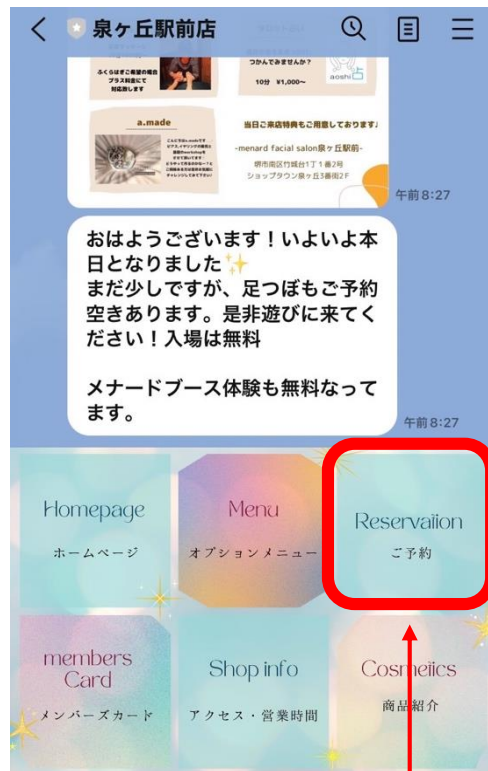 泉ヶ丘駅前店
ふくらはぎご希望の場合
プラス料金にて
対応致します
つかんでみませんか？
10分 ¥1,000〜
aoshi占
a.made
当日ご来店特典もご用意しております♩
-menard facial salon泉ヶ丘駅前-
堺市南区竹城台1丁1番2号
ショップタウン泉ヶ丘3番街2F
午前8:27
おはようございます！いよいよ本
日となりました✨
まだ少しですが、足つぼもご予約
空きあります。是非遊びに来てく
ださい！入場は無料
メナードブース体験も無料なって
ます。
午前8:27
Homepage
ホームページ
Menu
オプションメニュー
Reservation
ご予約
members
Card
メンバーズカード
Shop info
アクセス・営業時間
Cosmetics
商品紹介